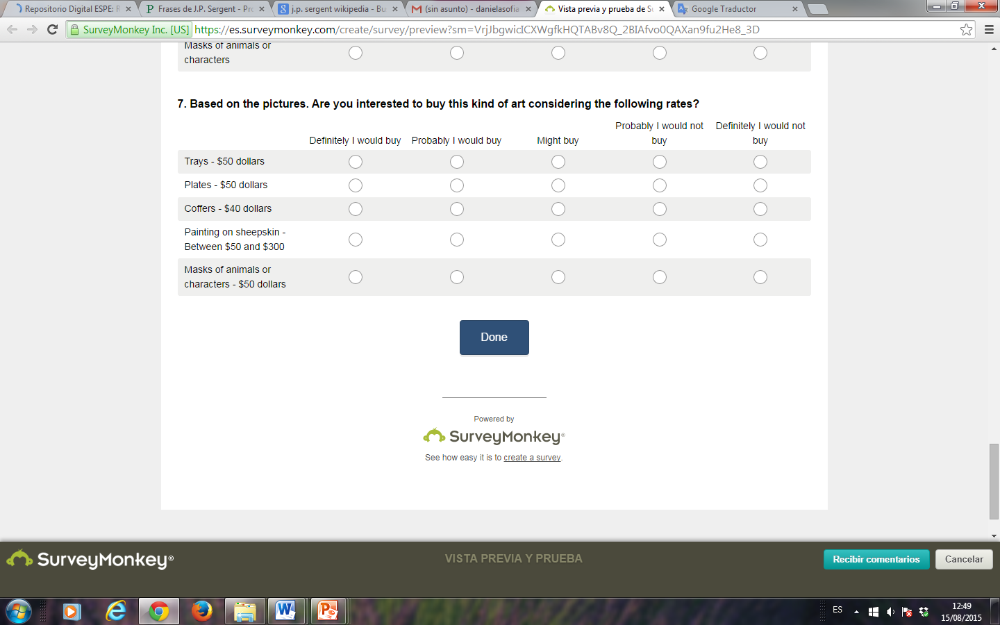 Repositorio Digital ESPE: R
Frases de J.P. Sergent - Pro
j.p. sergent wikipedia - Bu
(sin asunto) - danielasofia
Vista previa y prueba de Su
Google Traductor
SurveyMonkey Inc. [US] https://es.surveymonkey.com/create/survey/preview?sm=VrjJbgwicICXWgfkHQTABv8Q_2BIAfvo0QAXan9fu2He8_3D
Masks of animals or
characters
7. Based on the pictures. Are you interested to buy this kind of art considering the following rates?
Definitely I would buy
Probably I would buy
Might buy
Probably I would not
buy
Definitely I would not
buy
Trays - $50 dollars
Plates - $50 dollars
Coffers - $40 dollars
Painting on sheepskin -
Between $50 and $300
Masks of animals or
characters - $50 dollars
Done
Powered by
SurveyMonkey®
See how easy it is to create a survey.
SurveyMonkey®
VISTA PREVIA Y PRUEBA
Recibir comentarios
Cancelar
ES
12:49
15/08/2015